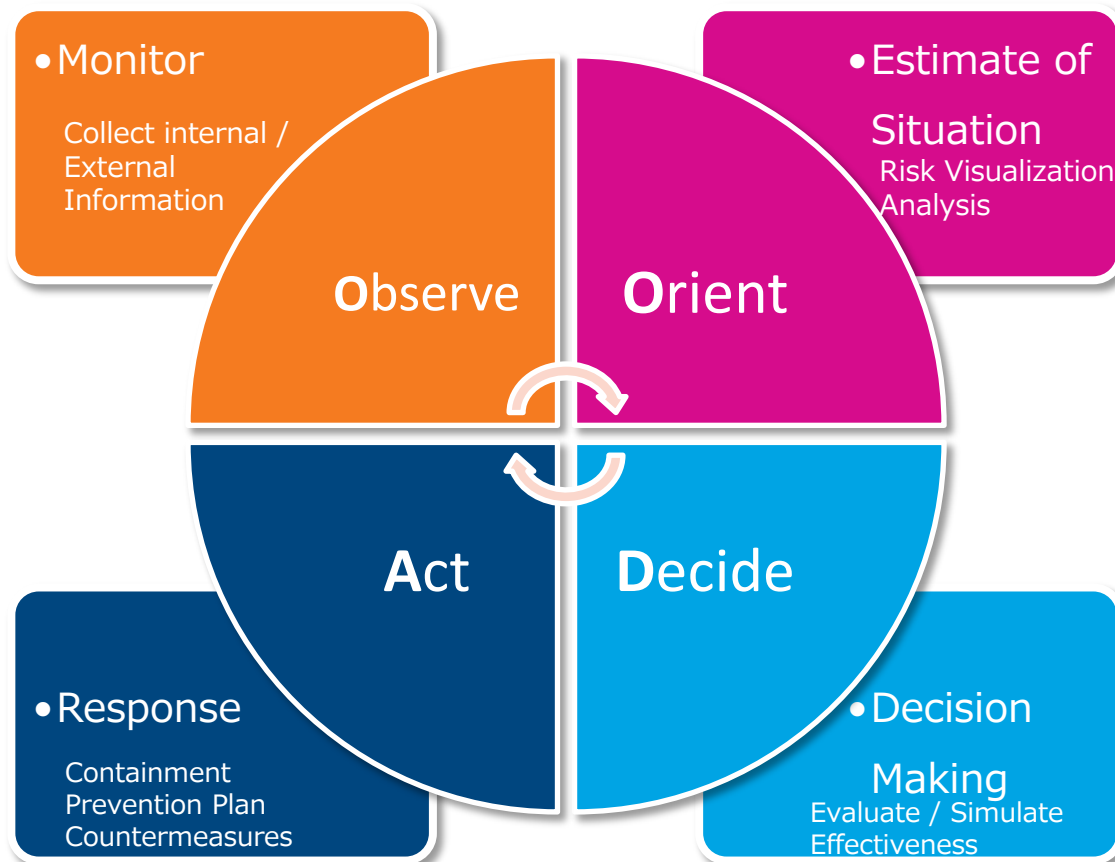 •Monitor
Collect internal /
External
Information
•Estimate of
Situation
Risk Visualization
Analysis
Observe
Orient
Act
Decide
•Response
Containment
Prevention Plan
Countermeasures
•Decision
Making
Evaluate / Simulate
Effectiveness